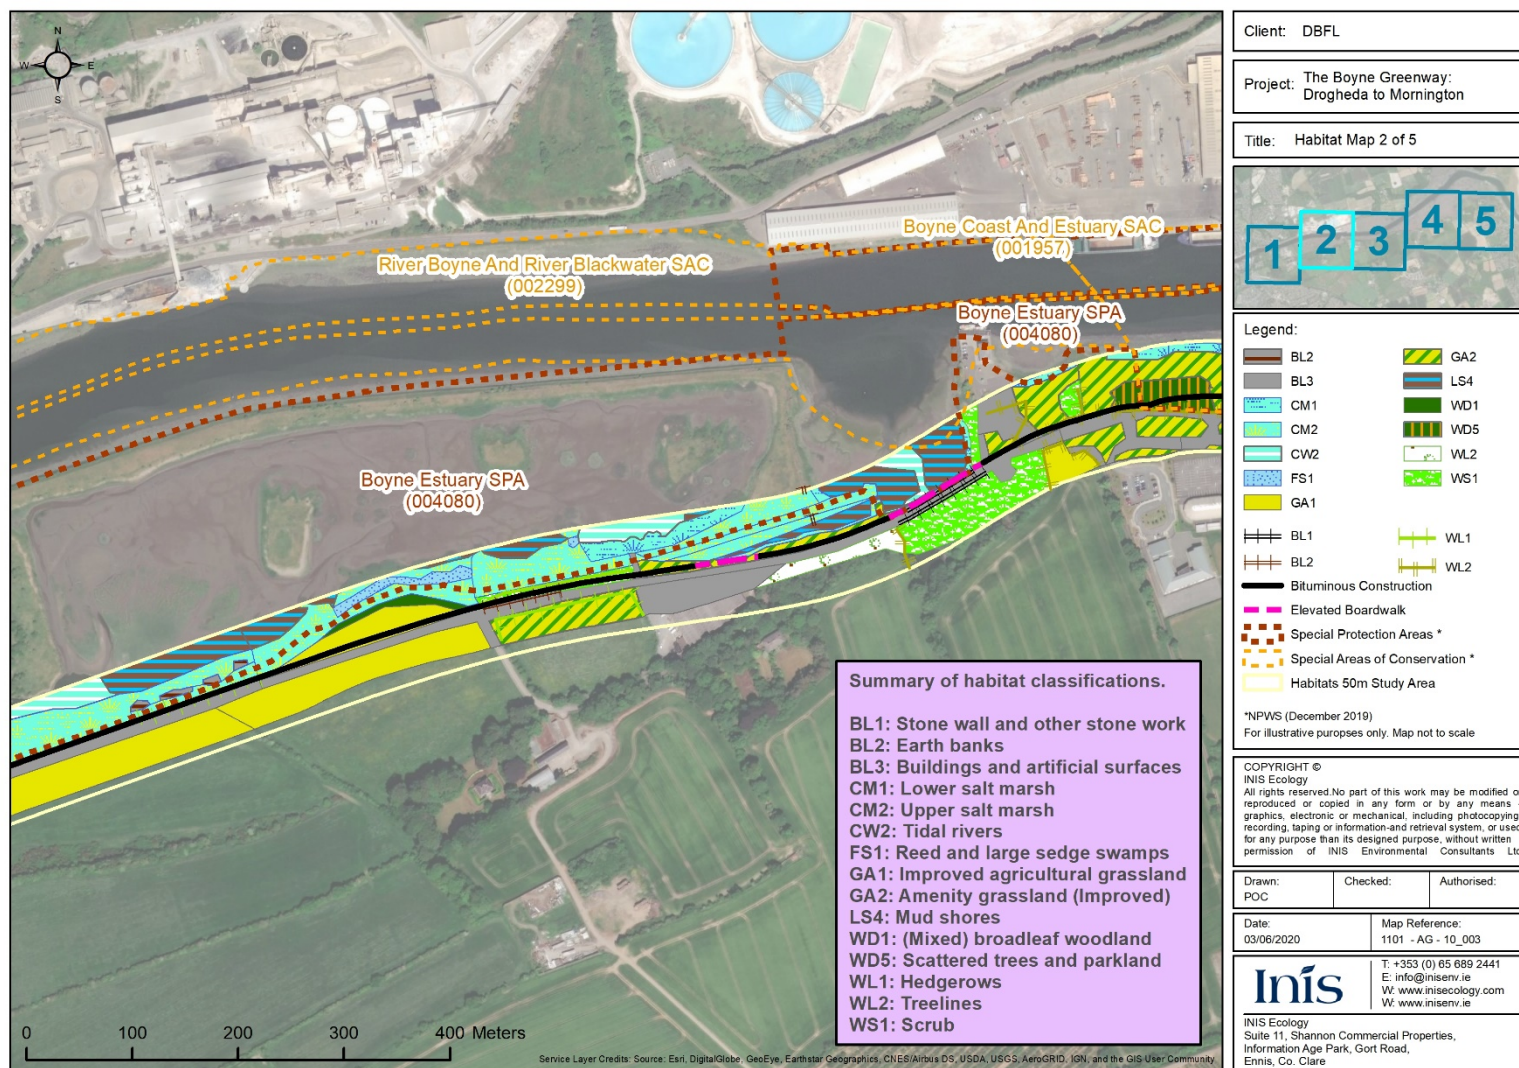 N
W E
S
Boyne Coast And Estuary SAC
(001957)
River Boyne And River Blackwater SAC
(002299)
Boyne Estuary SPA
(004080)
Boyne Estuary SPA
(004080)
Summary of habitat classifications.
BL1: Stone wall and other stone work
BL2: Earth banks
BL3: Buildings and artificial surfaces
CM1: Lower salt marsh
CM2: Upper salt marsh
CW2: Tidal rivers
FS1: Reed and large sedge swamps
GA1: Improved agricultural grassland
GA2: Amenity grassland (Improved)
LS4: Mud shores
WD1: (Mixed) broadleaf woodland
WD5: Scattered trees and parkland
WL1: Hedgerows
WL2: Treelines
WS1: Scrub
0 100 200 300 400 Meters
Service Layer Credits: Source: Esri, DigitalGlobe, GeoEye, Earthstar Geographics, CNES/Airbus DS, USDA, USGS, AeroGRID, IGN, and the GIS User Community
Client: DBFL
Project: The Boyne Greenway:
Drogheda to Mornington
Title: Habitat Map 2 of 5
1 2 3 4 5
Legend:
BL2 GA2
BL3 LS4
CM1 WD1
CM2 WD5
CW2 WL2
FS1 WS1
GA1
BL1 WL1
BL2 WL2
Bituminous Construction
Elevated Boardwalk
Special Protection Areas *
Special Areas of Conservation *
Habitats 50m Study Area
*NPWS (December 2019)
For illustrative puropses only. Map not to scale
COPYRIGHT ©
INIS Ecology
All rights reserved.No part of this work may be modified or
reproduced or copied in any form or by any means -
graphics, electronic or mechanical, including photocopying,
recording, taping or information-and retrieval system, or used
for any purpose than its designed purpose, without written
permission of INIS Environmental Consultants Ltd
Drawn: Checked: Authorised:
POC
Date: Map Reference:
03/06/2020 1101 - AG - 10_003
Inis
T: +353 (0) 65 689 2441
E: info@inisenv.ie
W: www.inisecology.com
W: www.inisenv.ie
INIS Ecology
Suite 11, Shannon Commercial Properties,
Information Age Park, Gort Road,
Ennis, Co. Clare